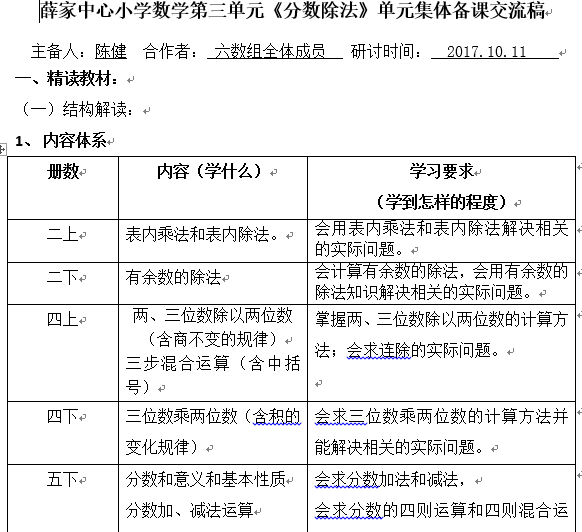 薛家中心小学数学第三单元《分数除法》单元集体备课交流稿
主备人：陈健 合作者：六数组全体成员 研讨时间： 2017.10.11
一、精读教材：
（一）结构解读：
1、内容体系
册数 内容（学什么） 学习要求
（学到怎样的程度）
二上 表内乘法和表内除法。 会用表内乘法和表内除法解决相关
的实际问题。
二下 有余数的除法 会计算有余数的除法，会用有余数的
除法知识解决相关的实际问题。
四上 两、三位数除以两位数 掌握两、三位数除以两位数的计算方
（含商不变的规律） 法；会求连除的实际问题。
三步混合运算（含中括
号）
四下 三位数乘两位数（含积的 会求三位数乘两位数的计算方法并
变化规律） 能解决相关的实际问题。
五下 分数和意义和基本性质 会求分数加法和减法，
分数加、减法运算 会求分数的四则运算和四则混合运